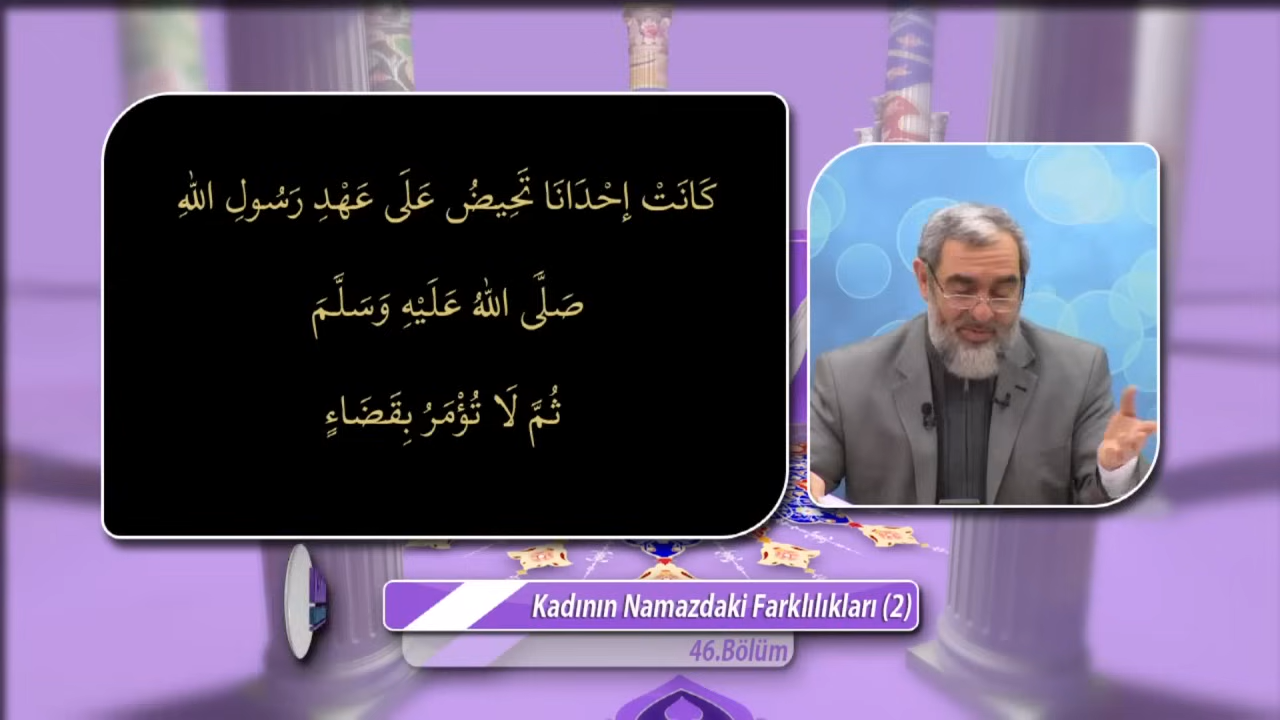 كَانَتْ إِحْدَانَا تَحِيضُ عَلَى عَهْدِ رَسُولِ اللهِ
صَلَّى اللهُ عَلَيْهِ وَسَلَّمَ
ثُمَّ لَا تُؤْمَرُ بِقَضَاءٍ
Kadının Namazdaki Farklılıkları (2)
46.Bölüm